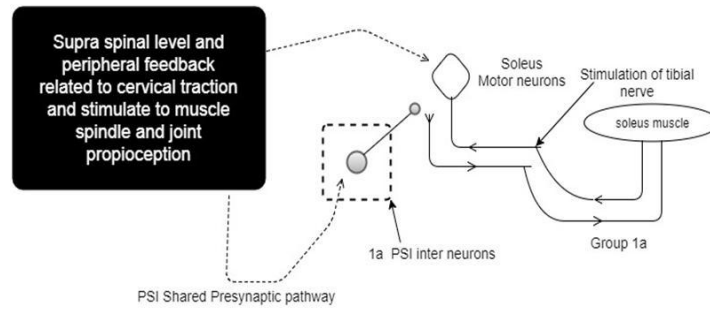 Supra spinal level and
peripheral feedback
related to cervical traction
and stimulate to muscle
spindle and joint
propioception
Soleus
Motor neurons
Stimulation of tibial
nerve
soleus muscle
1a PSI inter neurons
Group 1a
PSI Shared Presynaptic pathway